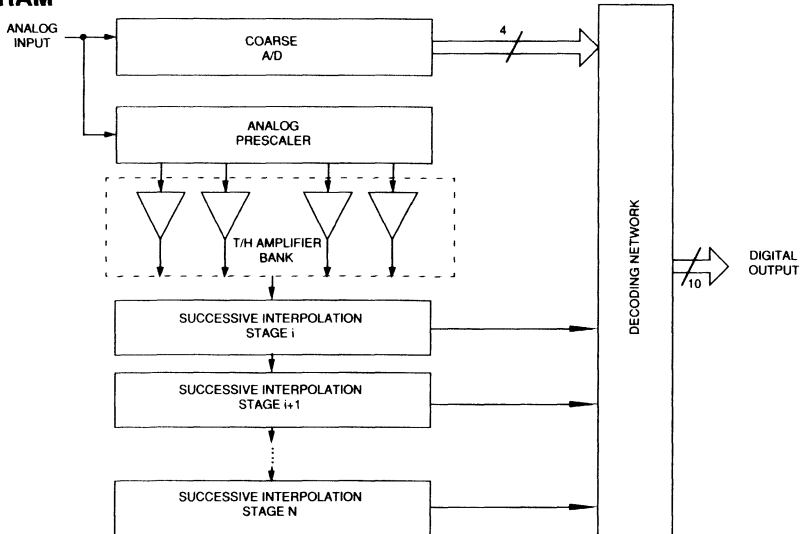 ANALOG
INPUT
COARSE
A/D
4
ANALOG
PRESCALER
T/H AMPLIFIER
BANK
SUCCESSIVE INTERPOLATION
STAGE i
SUCCESSIVE INTERPOLATION
STAGE i+1
SUCCESSIVE INTERPOLATION
STAGE N
DECODING NETWORK
10
DIGITAL
OUTPUT